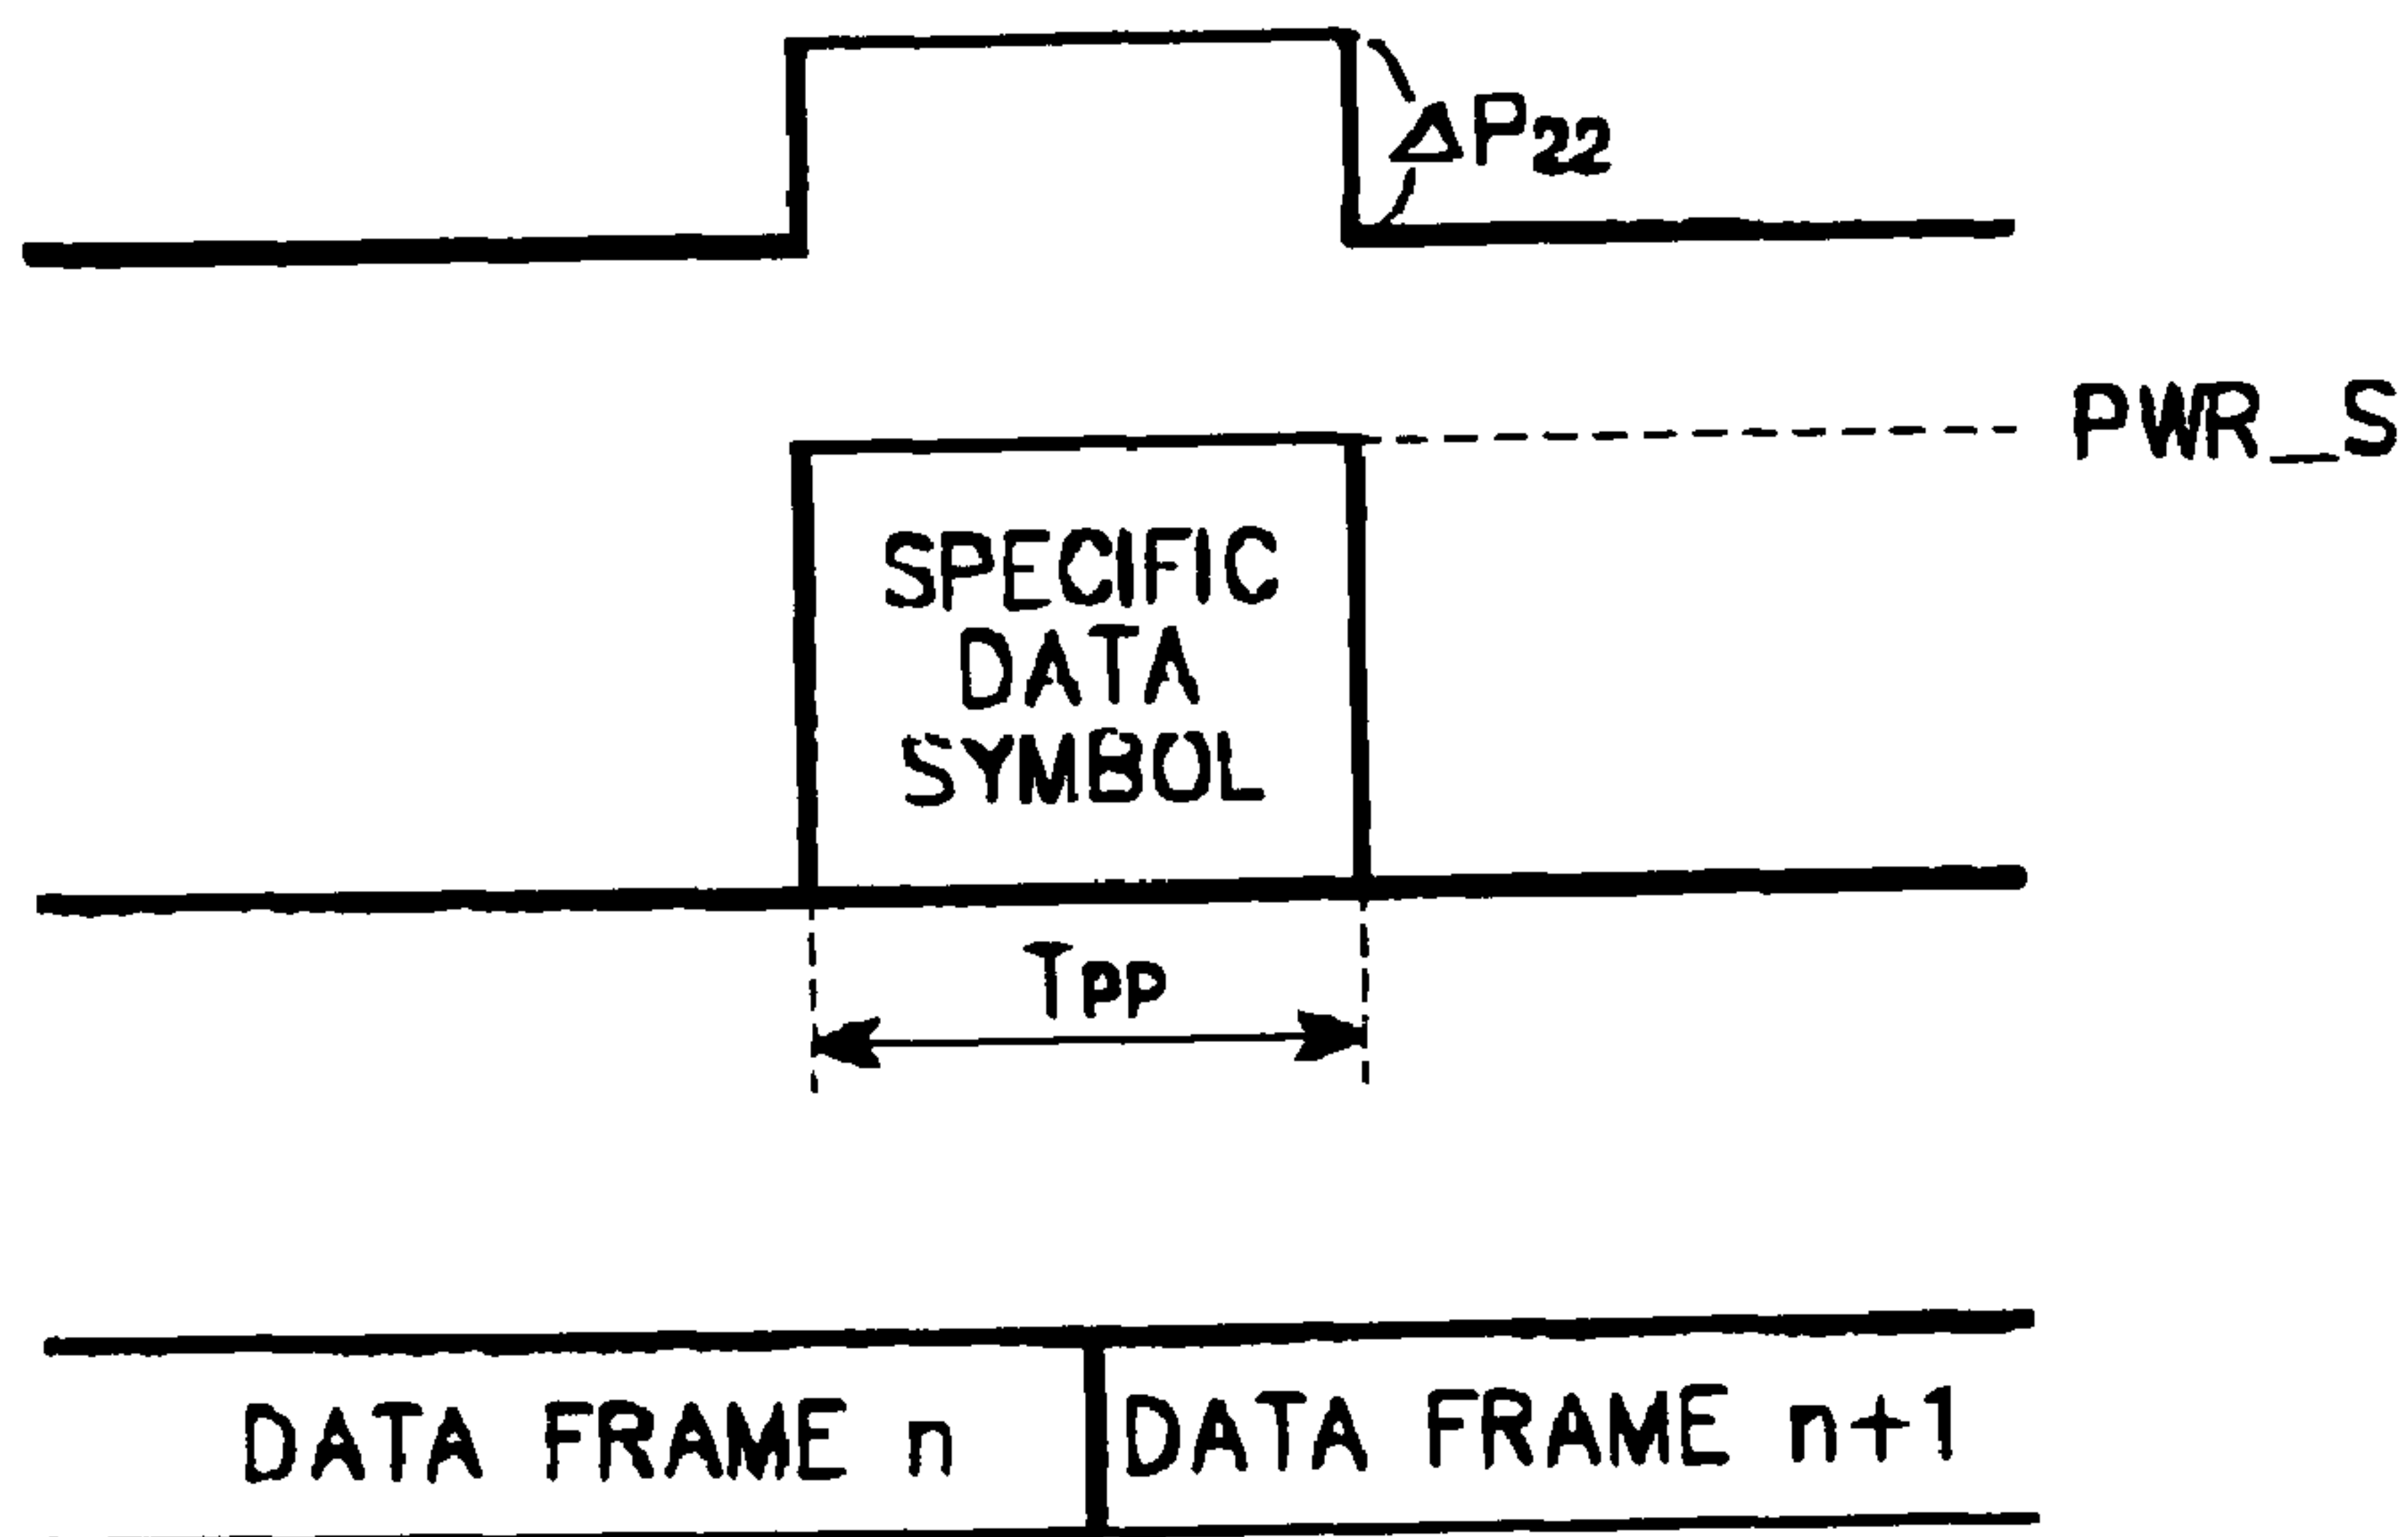 ΔP22
PWR_S
SPECIFIC
DATA
SYMBOL
TPP
DATA FRAME n
DATA FRAME n+1